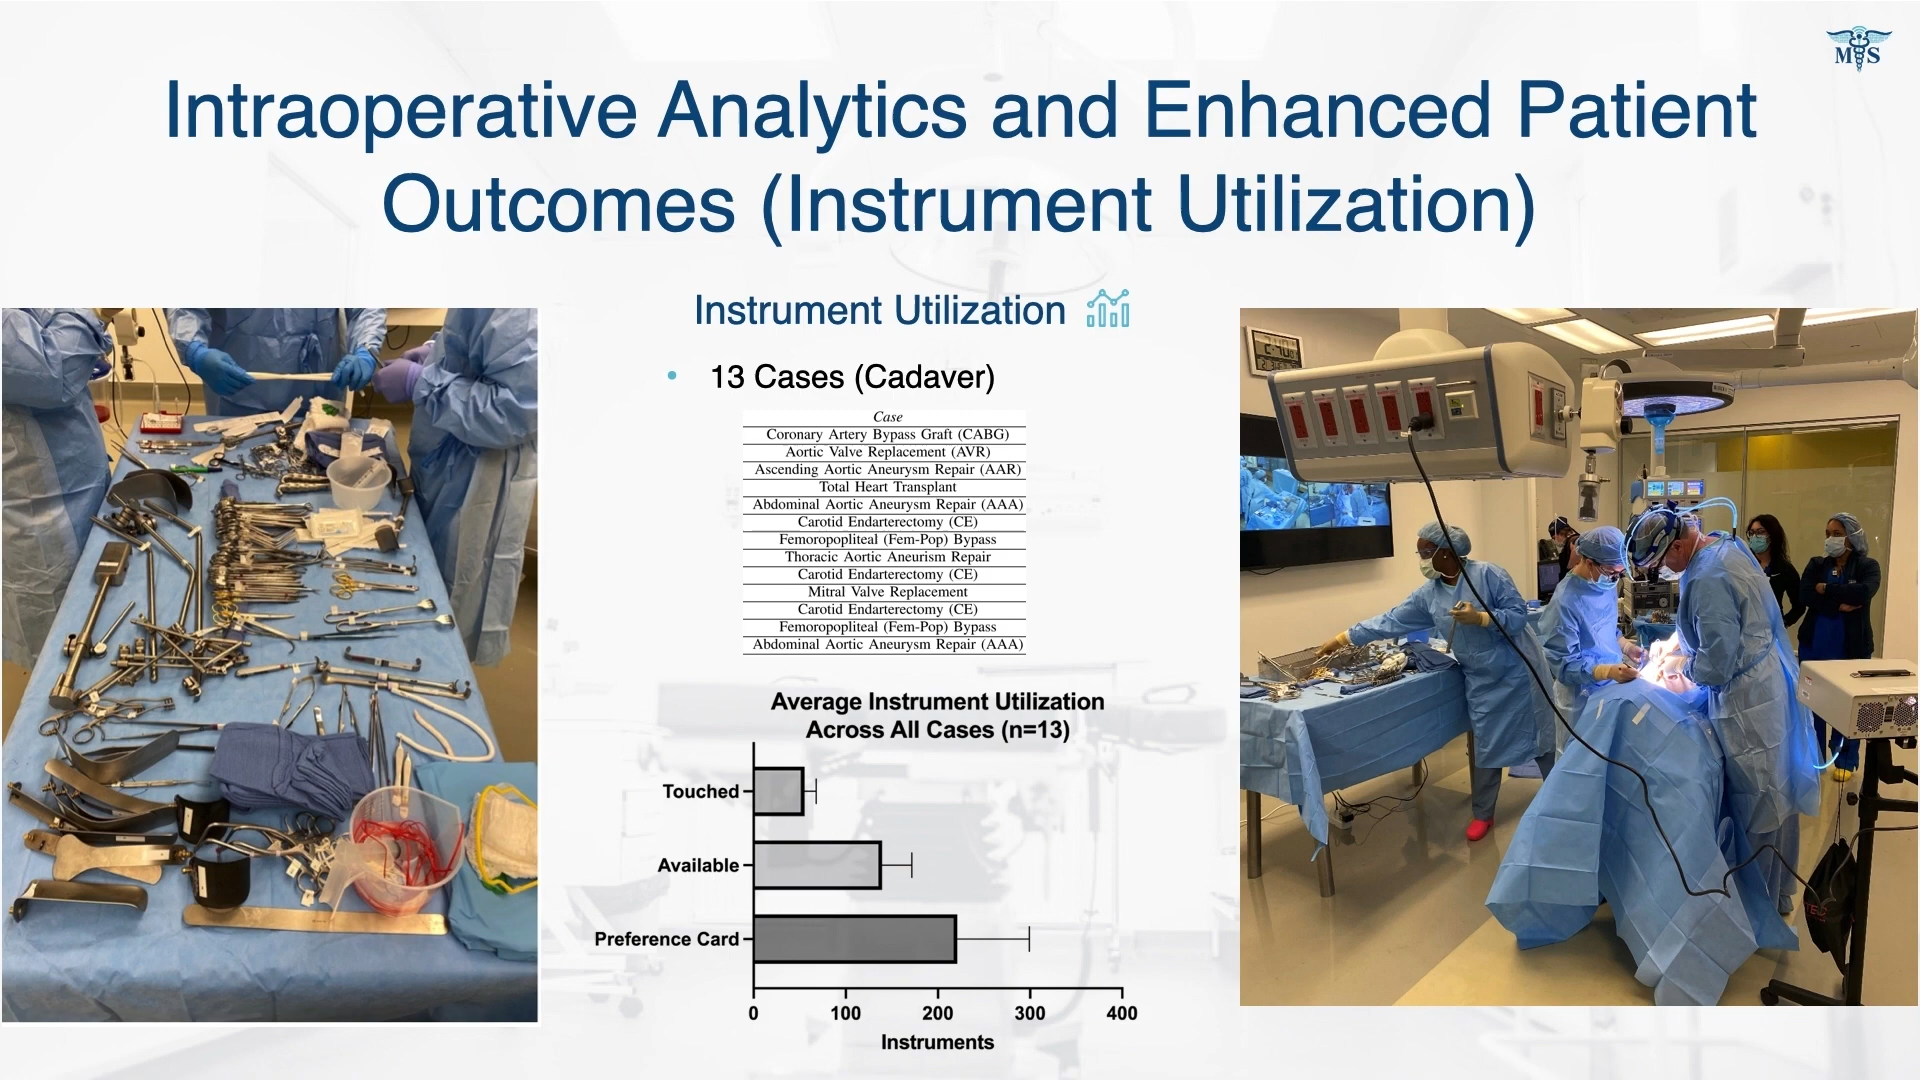 M S
Intraoperative Analytics and Enhanced Patient
Outcomes (Instrument Utilization)
Instrument Utilization
• 13 Cases (Cadaver)
Case
Coronary Artery Bypass Graft (CABG)
Aortic Valve Replacement (AVR)
Ascending Aortic Aneurysm Repair (AAR)
Total Heart Transplant
Abdominal Aortic Aneurysm Repair (AAA)
Carotid Endarterectomy (CE)
Femoropopliteal (Fem-Pop) Bypass
Thoracic Aortic Aneurism Repair
Carotid Endarterectomy (CE)
Mitral Valve Replacement
Carotid Endarterectomy (CE)
Femoropopliteal (Fem-Pop) Bypass
Abdominal Aortic Aneurysm Repair (AAA)
Average Instrument Utilization
Across All Cases (n=13)
Touched
Available
Preference Card
0 100 200 300 400
Instruments